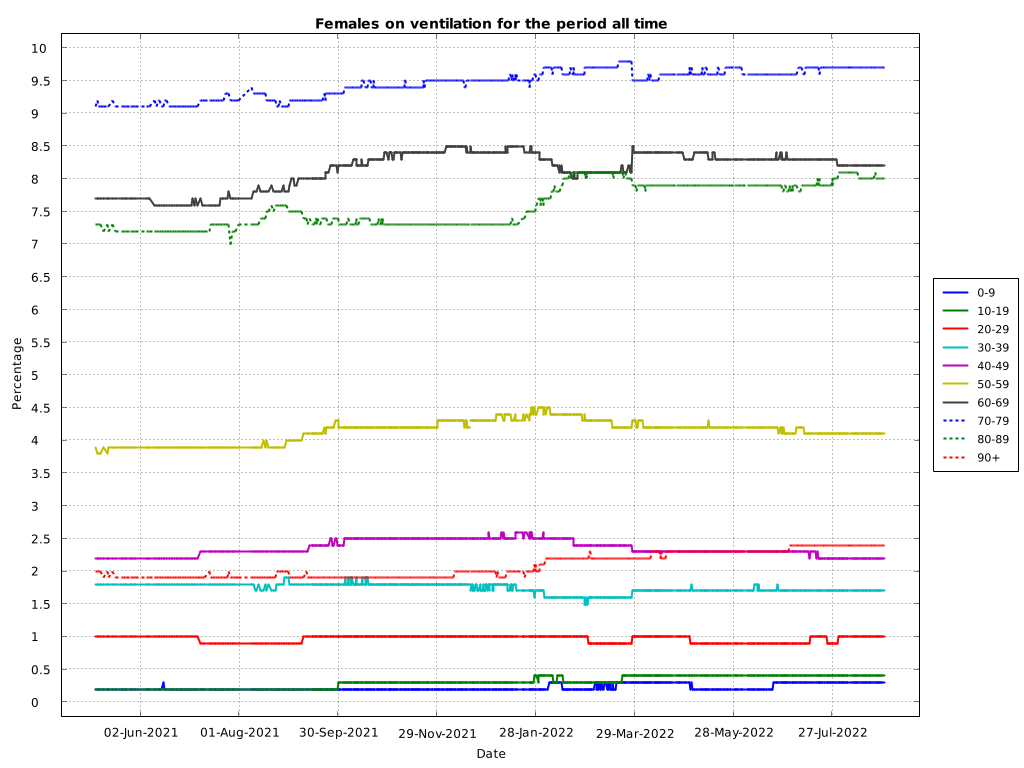 Females on ventilation for the period all time
10
9.5
9
8.5
8
7.5
7
6.5
6
5.5
5
4.5
4
3.5
3
2.5
2
1.5
1
0.5
0
Percentage
02-Jun-2021
01-Aug-2021
30-Sep-2021
29-Nov-2021
28-Jan-2022
29-Mar-2022
28-May-2022
27-Jul-2022
Date
0-9
10-19
20-29
30-39
40-49
50-59
60-69
70-79
80-89
90+